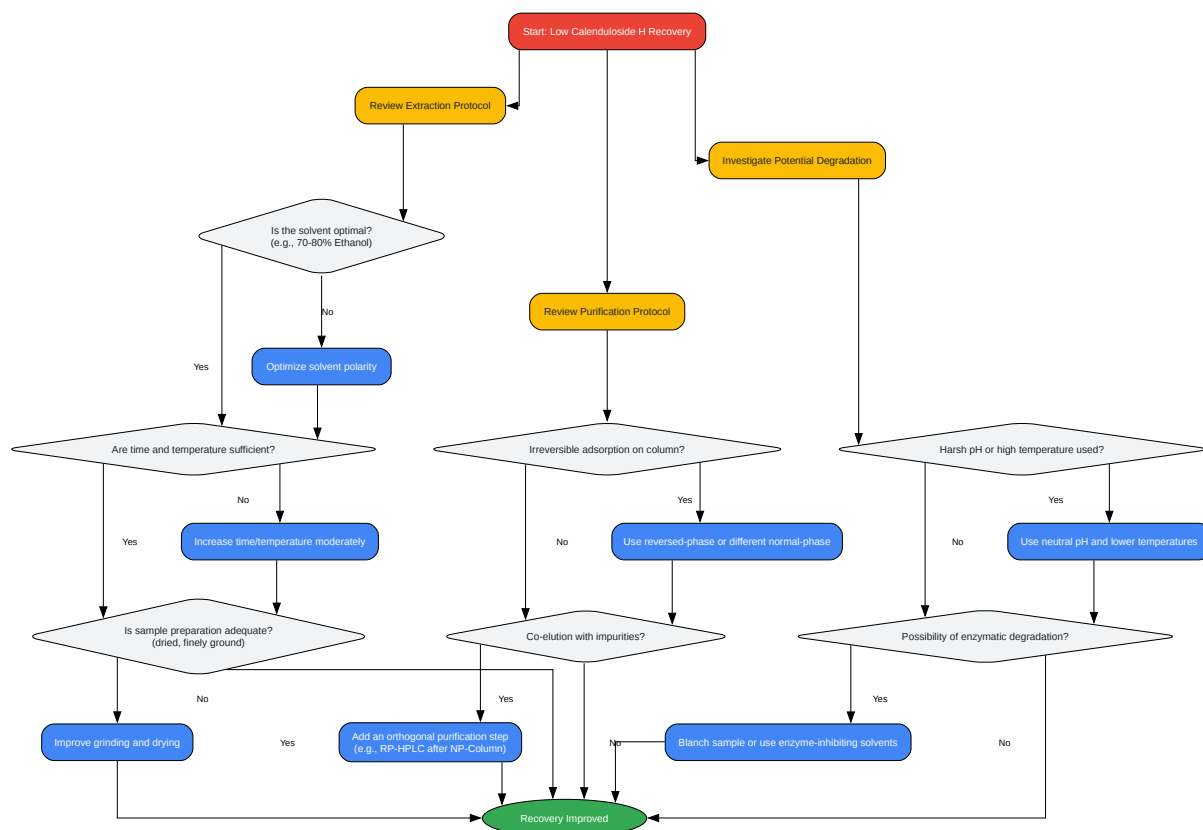 Start: Low Calenduloside H Recovery
Review Extraction Protocol
Investigate Potential Degradation
Is the solvent optimal?
(e.g., 70-80% Ethanol)
No
Review Purification Protocol
Yes
Optimize solvent polarity
Are time and temperature sufficient?
Irreversible adsorption on column?
Harsh pH or high temperature used?
No
Yes
Yes
Yes
Increase time/temperature moderately
No
Use reversed-phase or different normal-phase
No
Use neutral pH and lower temperatures
Is sample preparation adequate?
(dried, finely ground)
Co-elution with impurities?
Possibility of enzymatic degradation?
No
Yes
Yes
Improve grinding and drying
Yes
Add an orthogonal purification step
(e.g., RP-HPLC after NP-Column)
No
Blanch sample or use enzyme-inhibiting solvents
No
Recovery Improved